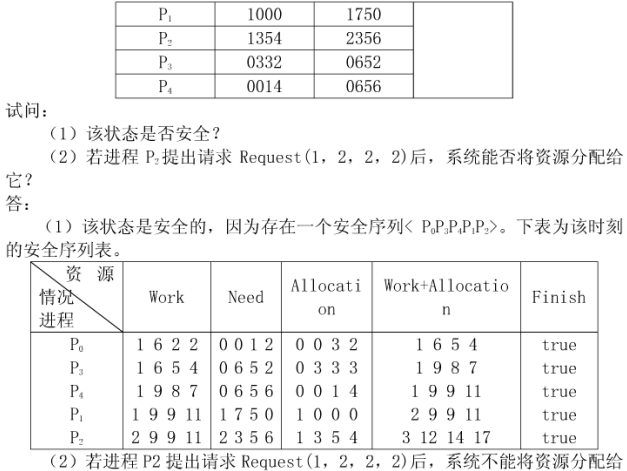 P₁ 1000 1750
P₂ 1354 2356
P₃ 0332 0652
P₄ 0014 0656
试问：
（1）该状态是否安全？
（2）若进程 P₂提出请求 Request(1，2，2，2)后，系统能否将资源分配给
它？
答：
（1）该状态是安全的，因为存在一个安全序列< P₀P₃P₄P₁P₂>。下表为该时刻
的安全序列表。
资 源
情况
进程
Work
Need
Allocati
on
Work+Allocatio
n
Finish
P₀ 1 6 2 2 0 0 1 2 0 0 3 2 1 6 5 4 true
P₃ 1 6 5 4 0 6 5 2 0 3 3 3 1 9 8 7 true
P₄ 1 9 8 7 0 6 5 6 0 0 1 4 1 9 9 11 true
P₁ 1 9 9 11 1 7 5 0 1 0 0 0 2 9 9 11 true
P₂ 2 9 9 11 2 3 5 6 1 3 5 4 3 12 14 17 true
（2）若进程 P2 提出请求 Request(1，2，2，2)后，系统不能将资源分配给